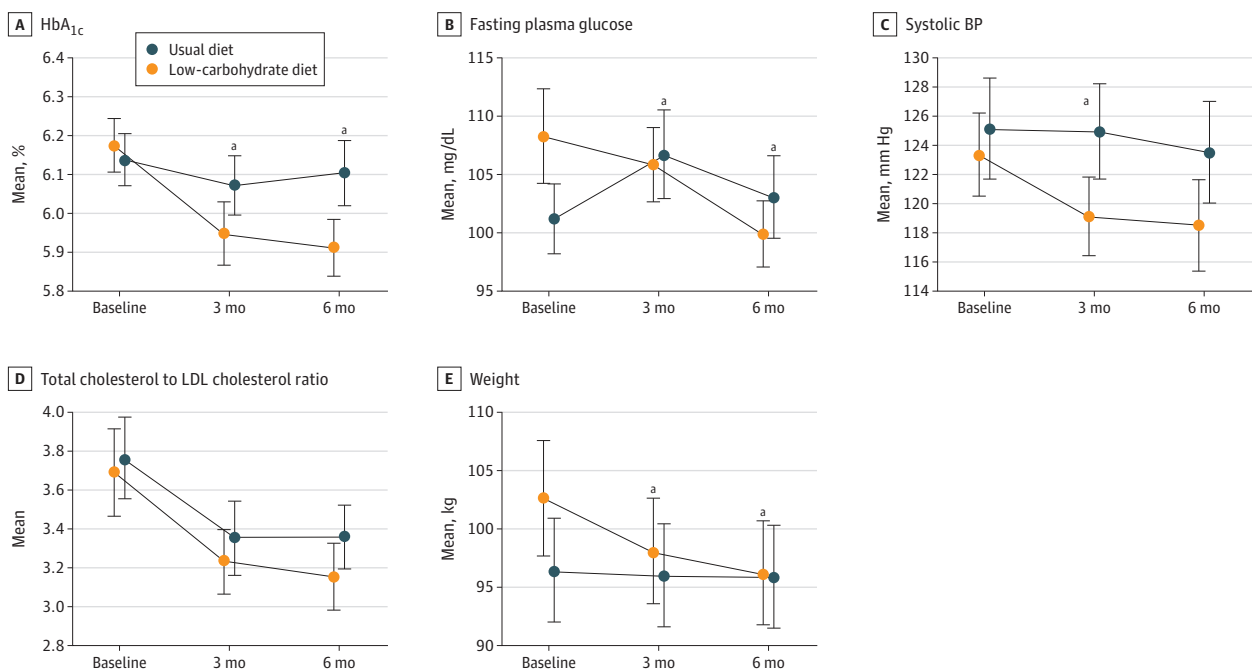 A HbA1c
Usual diet
Low-carbohydrate diet
Mean, %
6.4
6.3
6.2
6.1
6.0
5.9
5.8
Baseline 3 mo 6 mo
a
a
B Fasting plasma glucose
Mean, mg/dL
115
110
105
100
95
Baseline 3 mo 6 mo
a
a
C Systolic BP
Mean, mm Hg
130
128
126
124
122
120
118
116
114
Baseline 3 mo 6 mo
a
D Total cholesterol to LDL cholesterol ratio
Mean
4.0
3.8
3.6
3.4
3.2
3.0
2.8
Baseline 3 mo 6 mo
E Weight
Mean, kg
110
105
100
95
90
Baseline 3 mo 6 mo
a
a